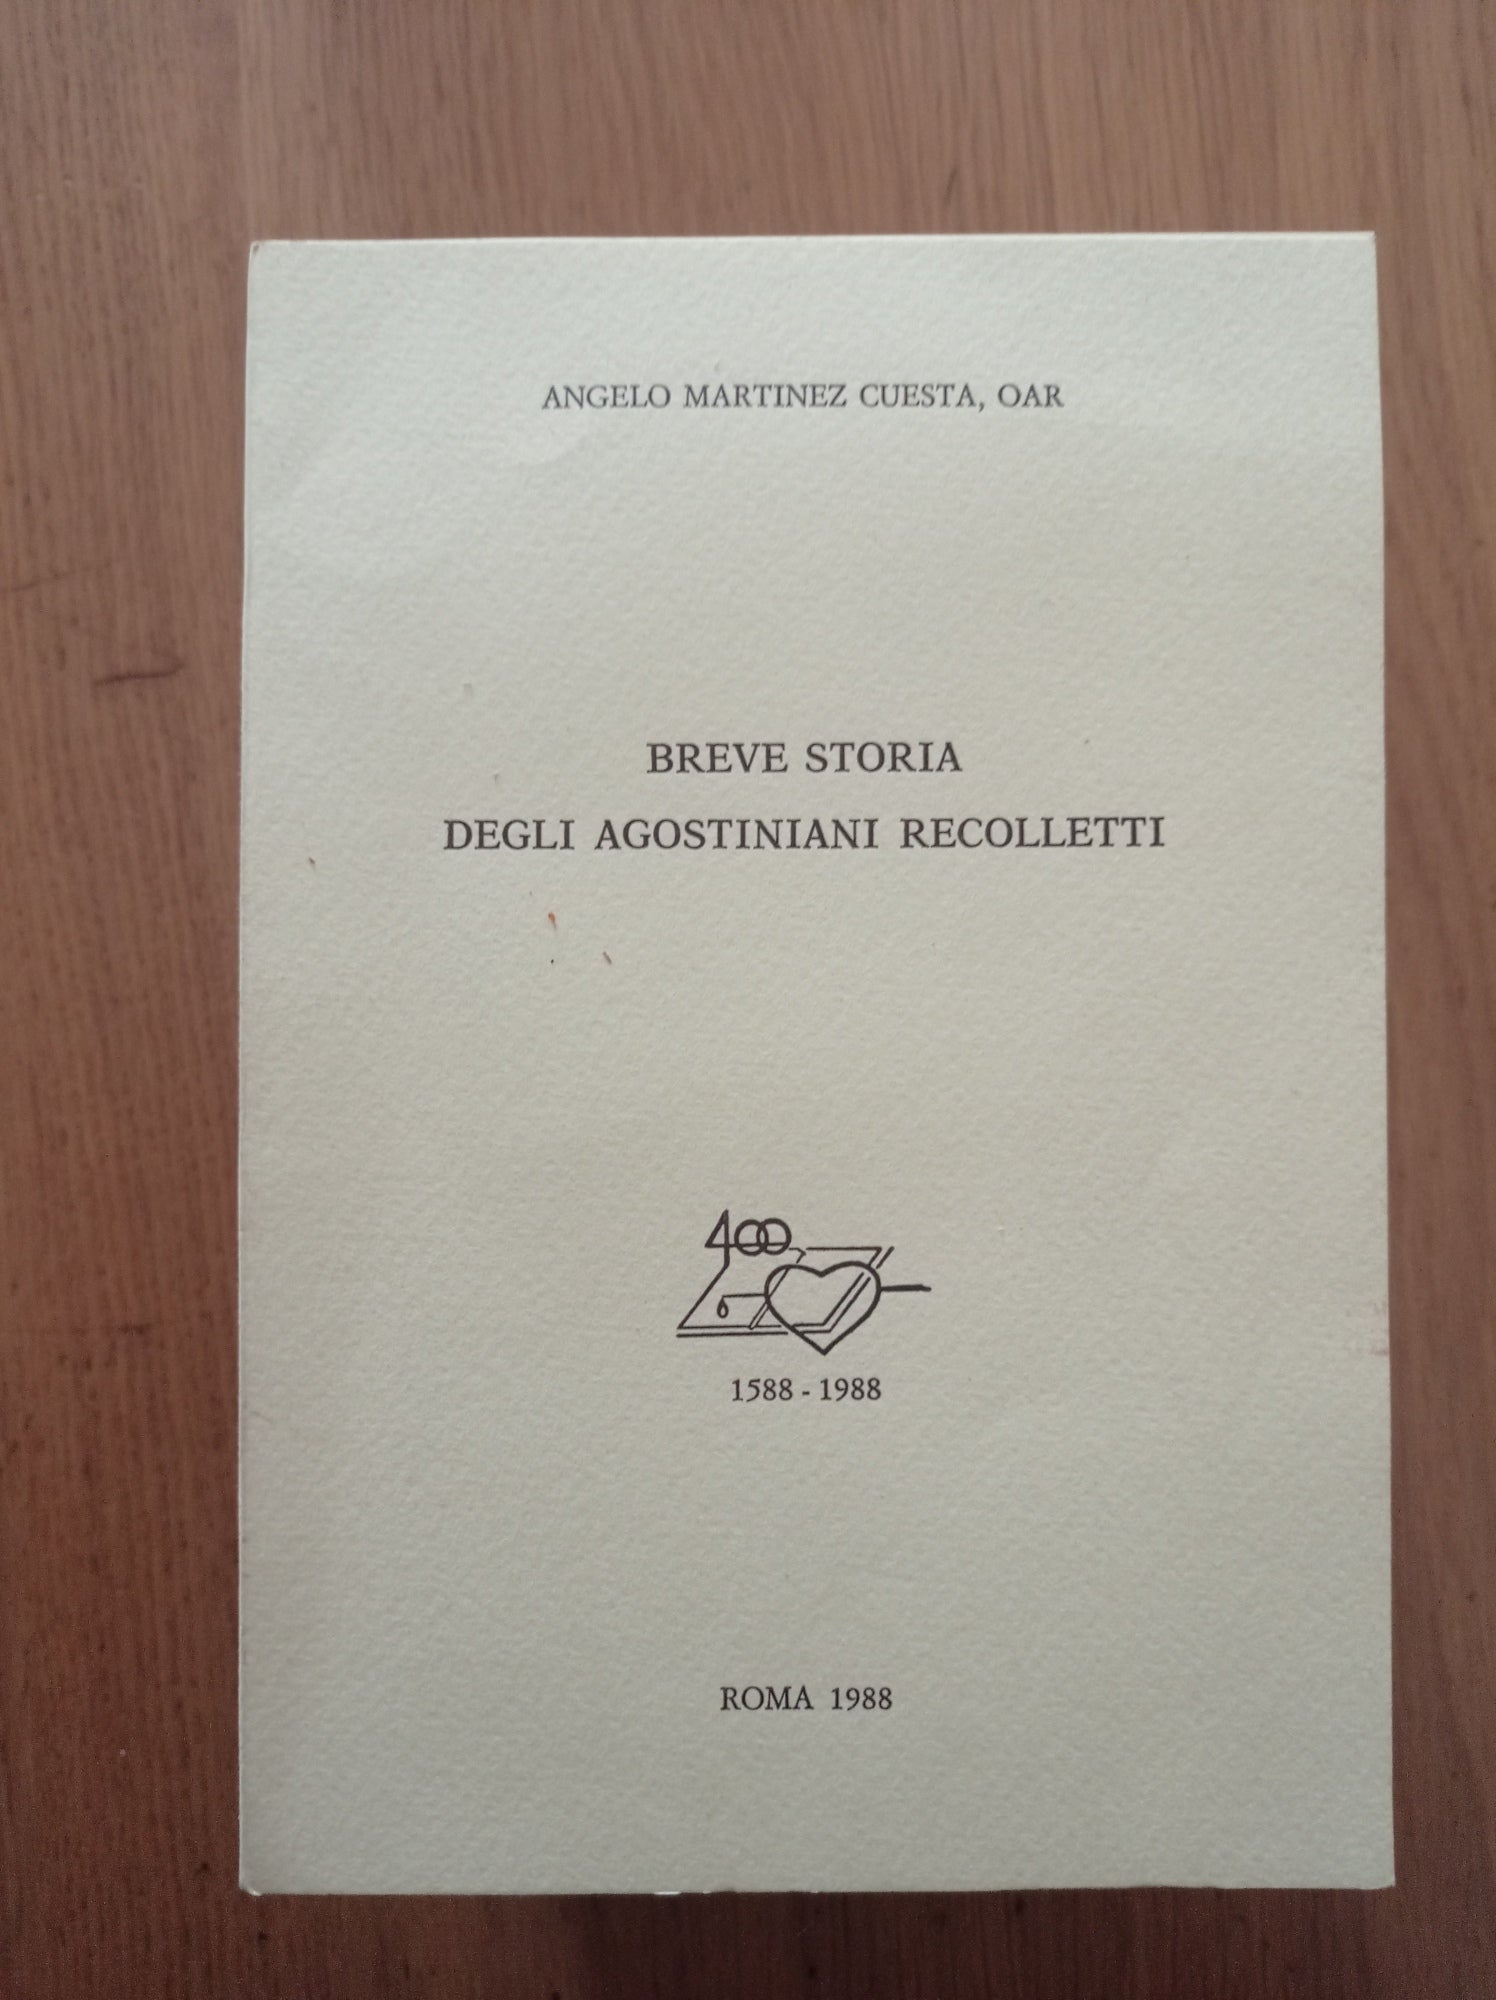 ANGELO MARTINEZ CUESTA, OAR
BREVE STORIA
DEGLI AGOSTINIANI RECOLLETTI
400
1588 - 1988
ROMA 1988